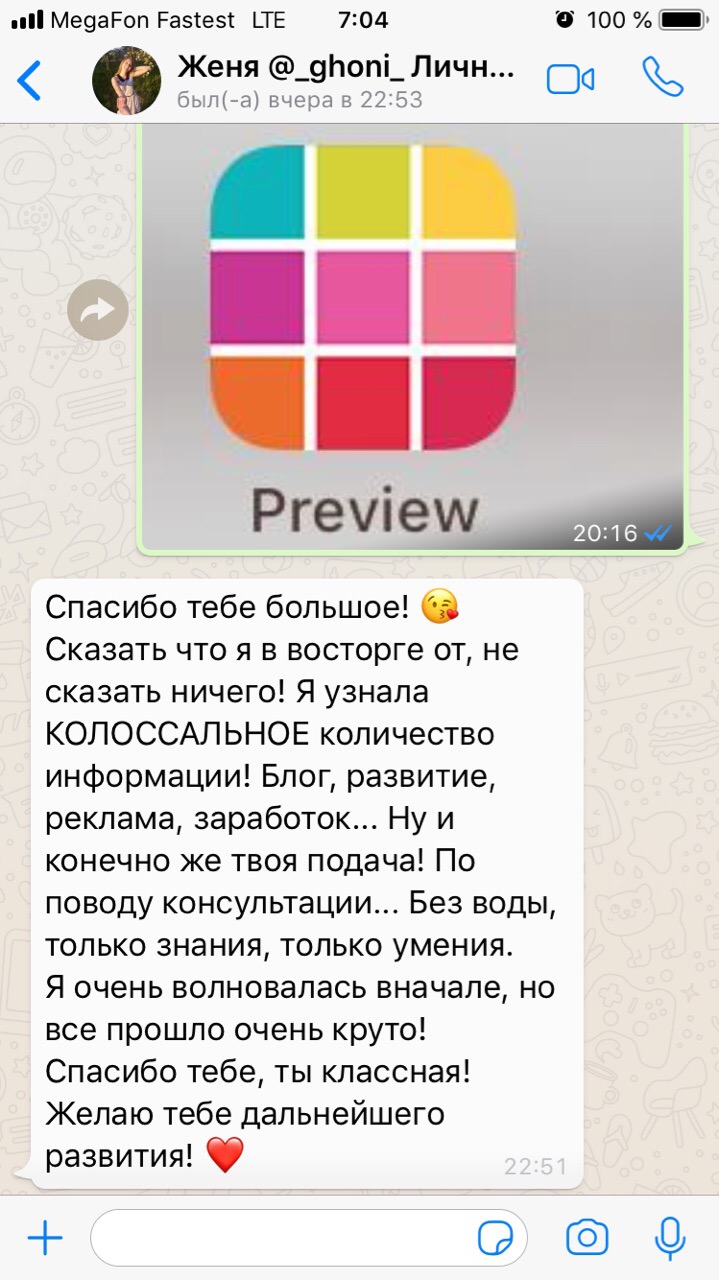 MegaFon Fastest LTE 7:04 100 %
Женя @_ghoni_ Личн...
был(-а) вчера в 22:53
Preview
20:16
Спасибо тебе большое! 😘
Сказать что я в восторге от, не
сказать ничего! Я узнала
КОЛОССАЛЬНОЕ количество
информации! Блог, развитие,
реклама, заработок... Ну и
конечно же твоя подача! По
поводу консультации... Без воды,
только знания, только умения.
Я очень волновалась вначале, но
все прошло очень круто!
Спасибо тебе, ты классная!
Желаю тебе дальнейшего
развития! ❤️
22:51